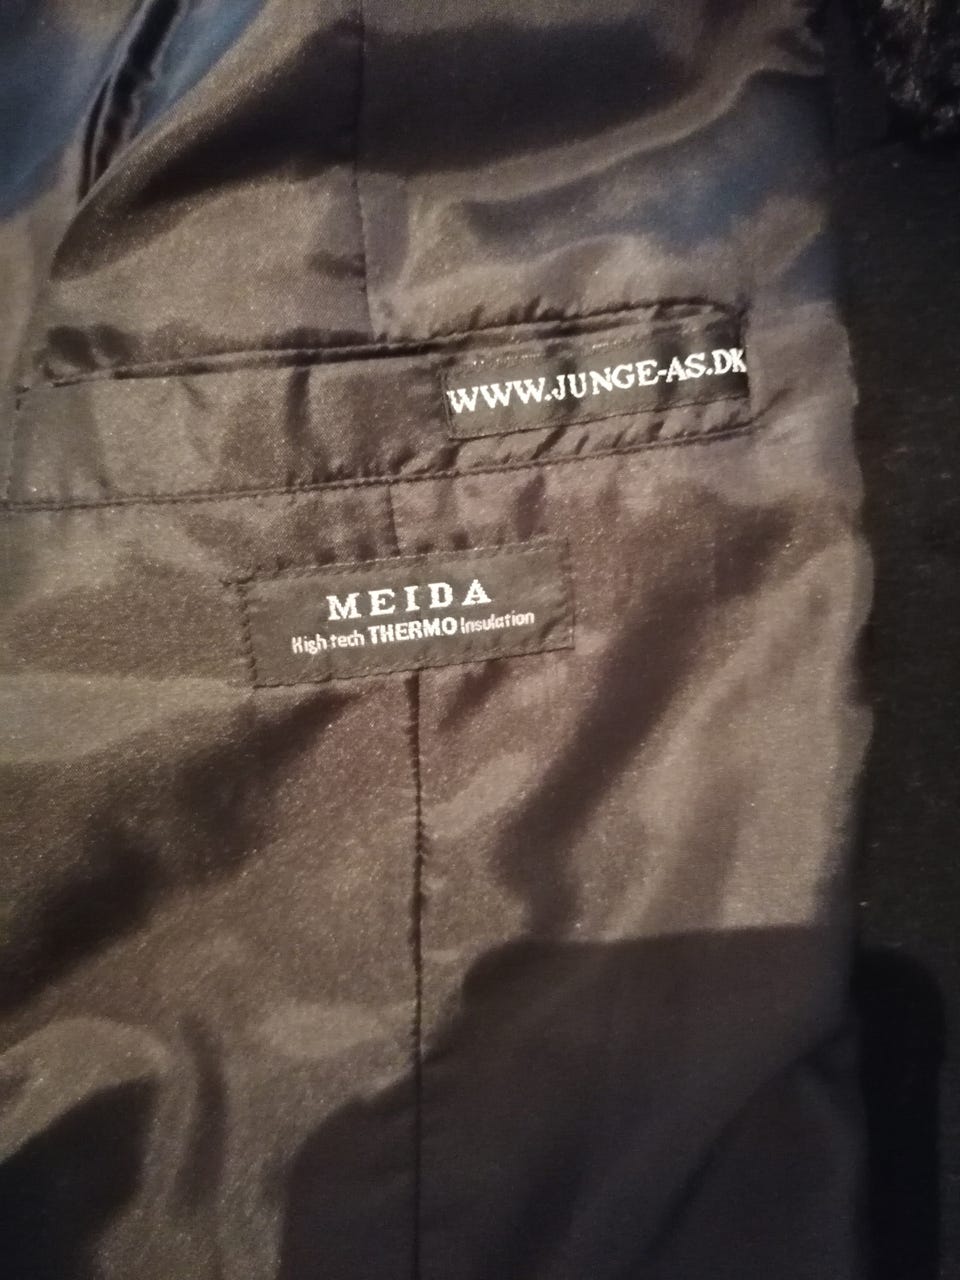 WWW.JUNGE-AS.DK
MEIDA
High tech THERMO Insulation